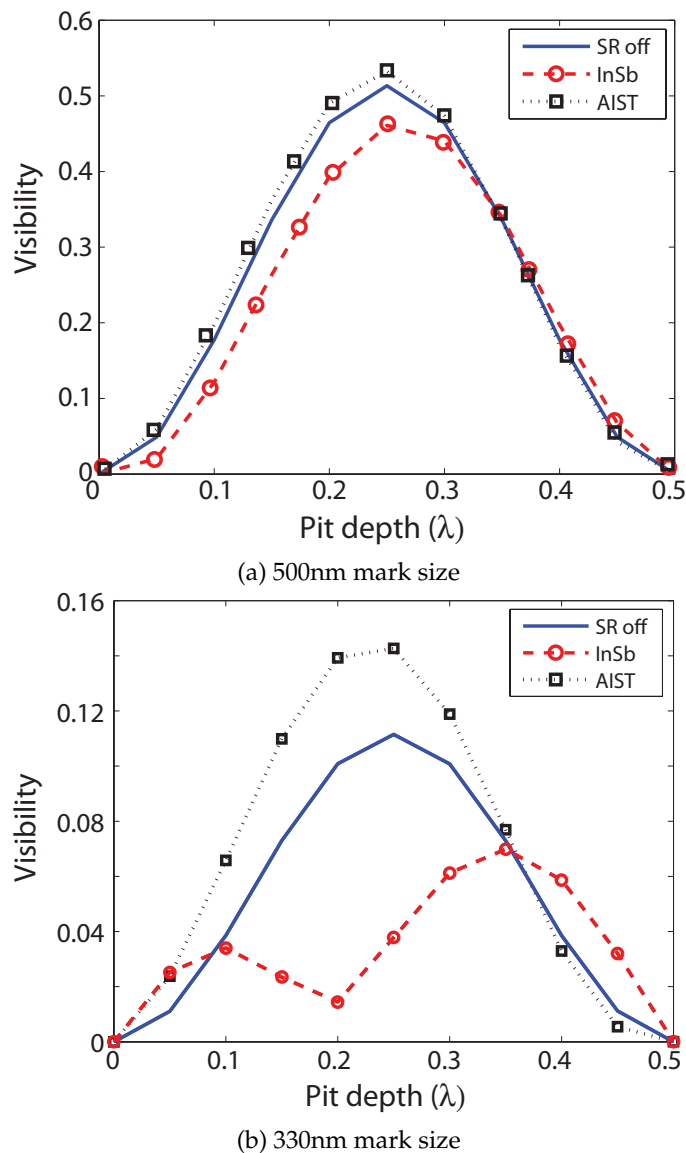 0.6
0.5
0.4
0.3
0.2
0.1
0
Visibility
SR off
InSb
AIST
0 0.1 0.2 0.3 0.4 0.5
Pit depth (λ)
(a) 500nm mark size
0.16
0.12
0.08
0.04
0
Visibility
SR off
InSb
AIST
0 0.1 0.2 0.3 0.4 0.5
Pit depth (λ)
(b) 330nm mark size